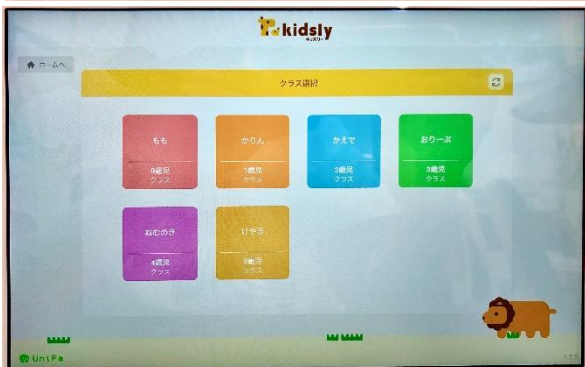 kidsly
キッズリー
ホームへ
クラス選択
もも
0歳児
クラス
かりん
1歳児
クラス
かえで
2歳児
クラス
おりーぶ
3歳児
クラス
ねむのき
4歳児
クラス
けやき
5歳児
クラス
UniFa